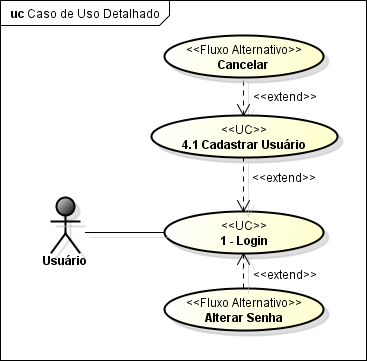 uc Caso de Uso Detalhado
<<Fluxo Alternativo>>
Cancelar
<<extend>>
<<UC>>
4.1 Cadastrar Usuário
<<extend>>
<<UC>>
1 - Login
Usuário
<<extend>>
<<Fluxo Alternativo>>
Alterar Senha